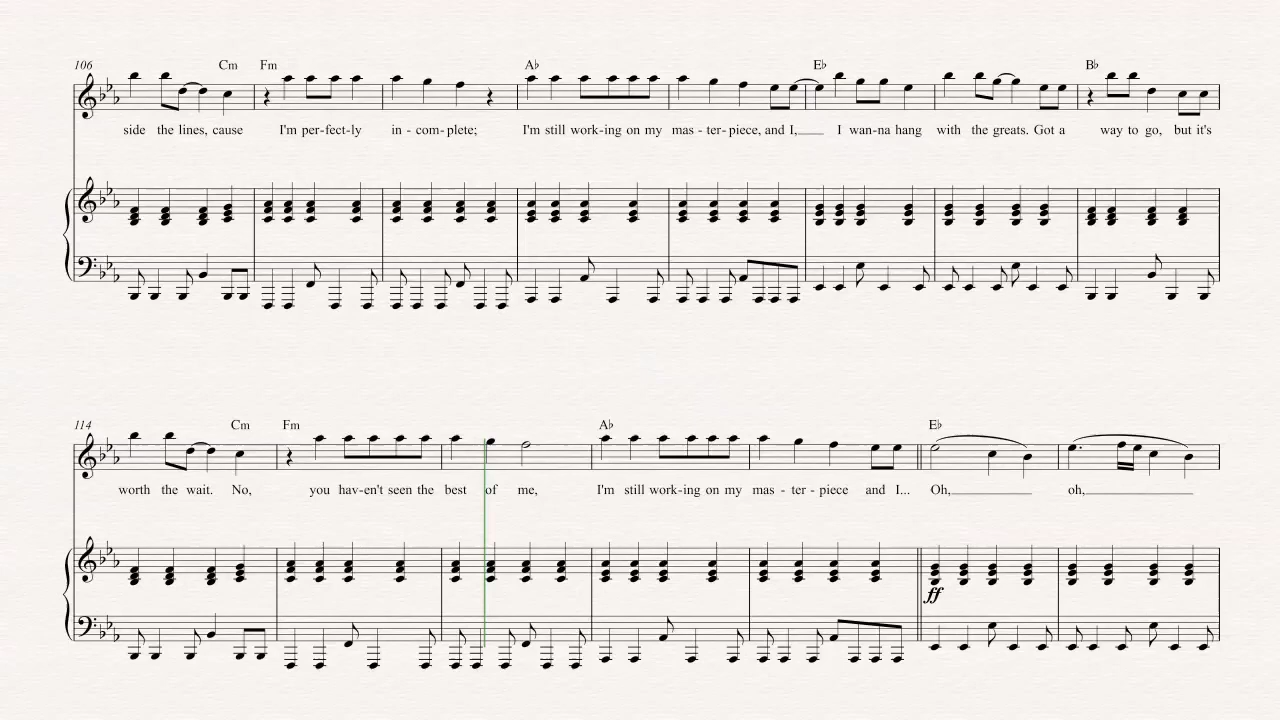 106 Cm Fm A♭ E♭ B♭
side the lines, cause I'm per-fect-ly in - com-plete; I'm still work-ing on my mas - ter-piece, and I,___ I wan-na hang with the greats. Got a way to go, but it's
114 Cm Fm A♭ E♭
worth the wait. No, you hav-en't seen the best of me, I'm still work-ing on my mas - ter - piece and I... Oh,___ oh,___
ff